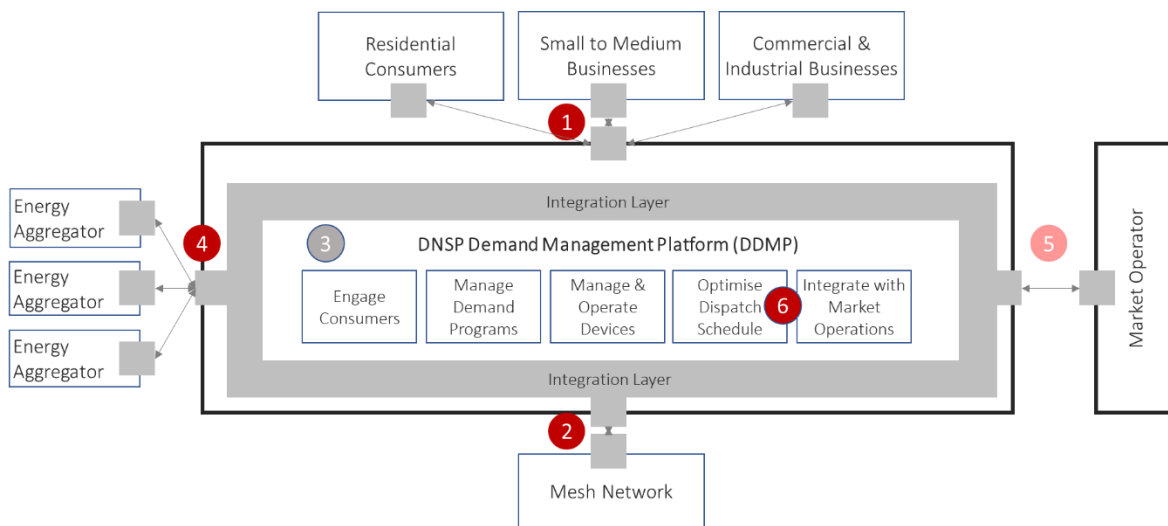 Residential
Consumers
Small to Medium
Businesses
Commercial &
Industrial Businesses
1
Energy
Aggregator
Energy
Aggregator
Energy
Aggregator
4
Integration Layer
3
DNSP Demand Management Platform (DDMP)
Engage
Consumers
Manage
Demand
Programs
Manage &
Operate
Devices
Optimise
Dispatch
Schedule
6
Integrate with
Market
Operations
Integration Layer
5
Market Operator
2
Mesh Network